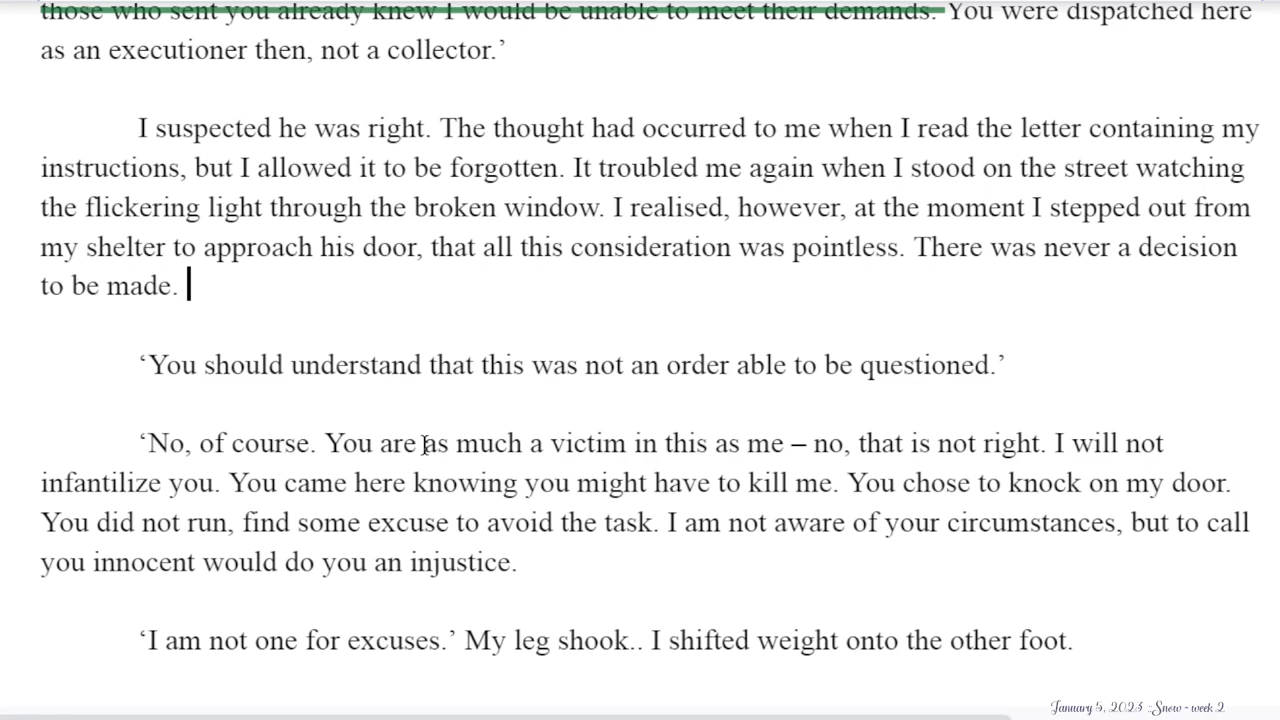 those who sent you already knew I would be unable to meet their demands. You were dispatched here
as an executioner then, not a collector.’
I suspected he was right. The thought had occurred to me when I read the letter containing my
instructions, but I allowed it to be forgotten. It troubled me again when I stood on the street watching
the flickering light through the broken window. I realised, however, at the moment I stepped out from
my shelter to approach his door, that all this consideration was pointless. There was never a decision
to be made.
‘You should understand that this was not an order able to be questioned.’
‘No, of course. You are as much a victim in this as me – no, that is not right. I will not
infantilize you. You came here knowing you might have to kill me. You chose to knock on my door.
You did not run, find some excuse to avoid the task. I am not aware of your circumstances, but to call
you innocent would do you an injustice.
‘I am not one for excuses.’ My leg shook.. I shifted weight onto the other foot.
January 5, 2023 - Snow - week 2